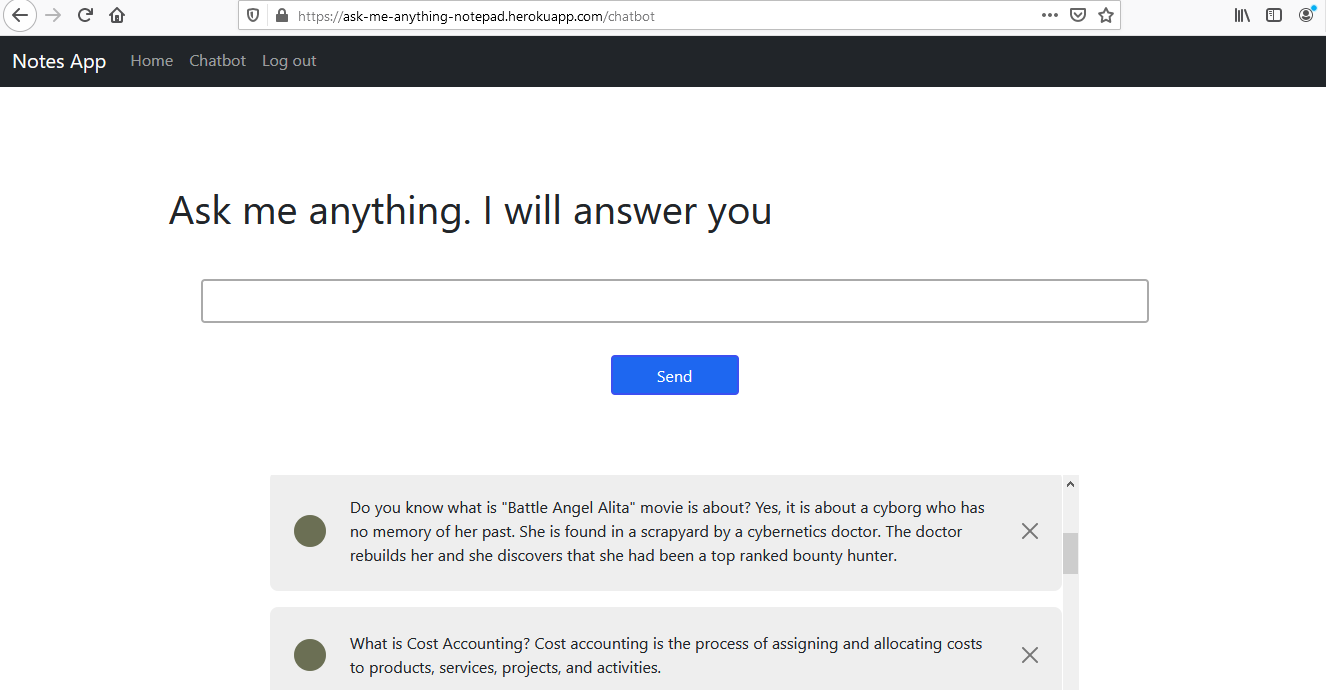 https://ask-me-anything-notepad.herokuapp.com/chatbot
Notes App Home Chatbot Log out
Ask me anything. I will answer you
Send
Do you know what is "Battle Angel Alita" movie is about? Yes, it is about a cyborg who has
no memory of her past. She is found in a scrapyard by a cybernetics doctor. The doctor
rebuilds her and she discovers that she had been a top ranked bounty hunter.
What is Cost Accounting? Cost accounting is the process of assigning and allocating costs
to products, services, projects, and activities.